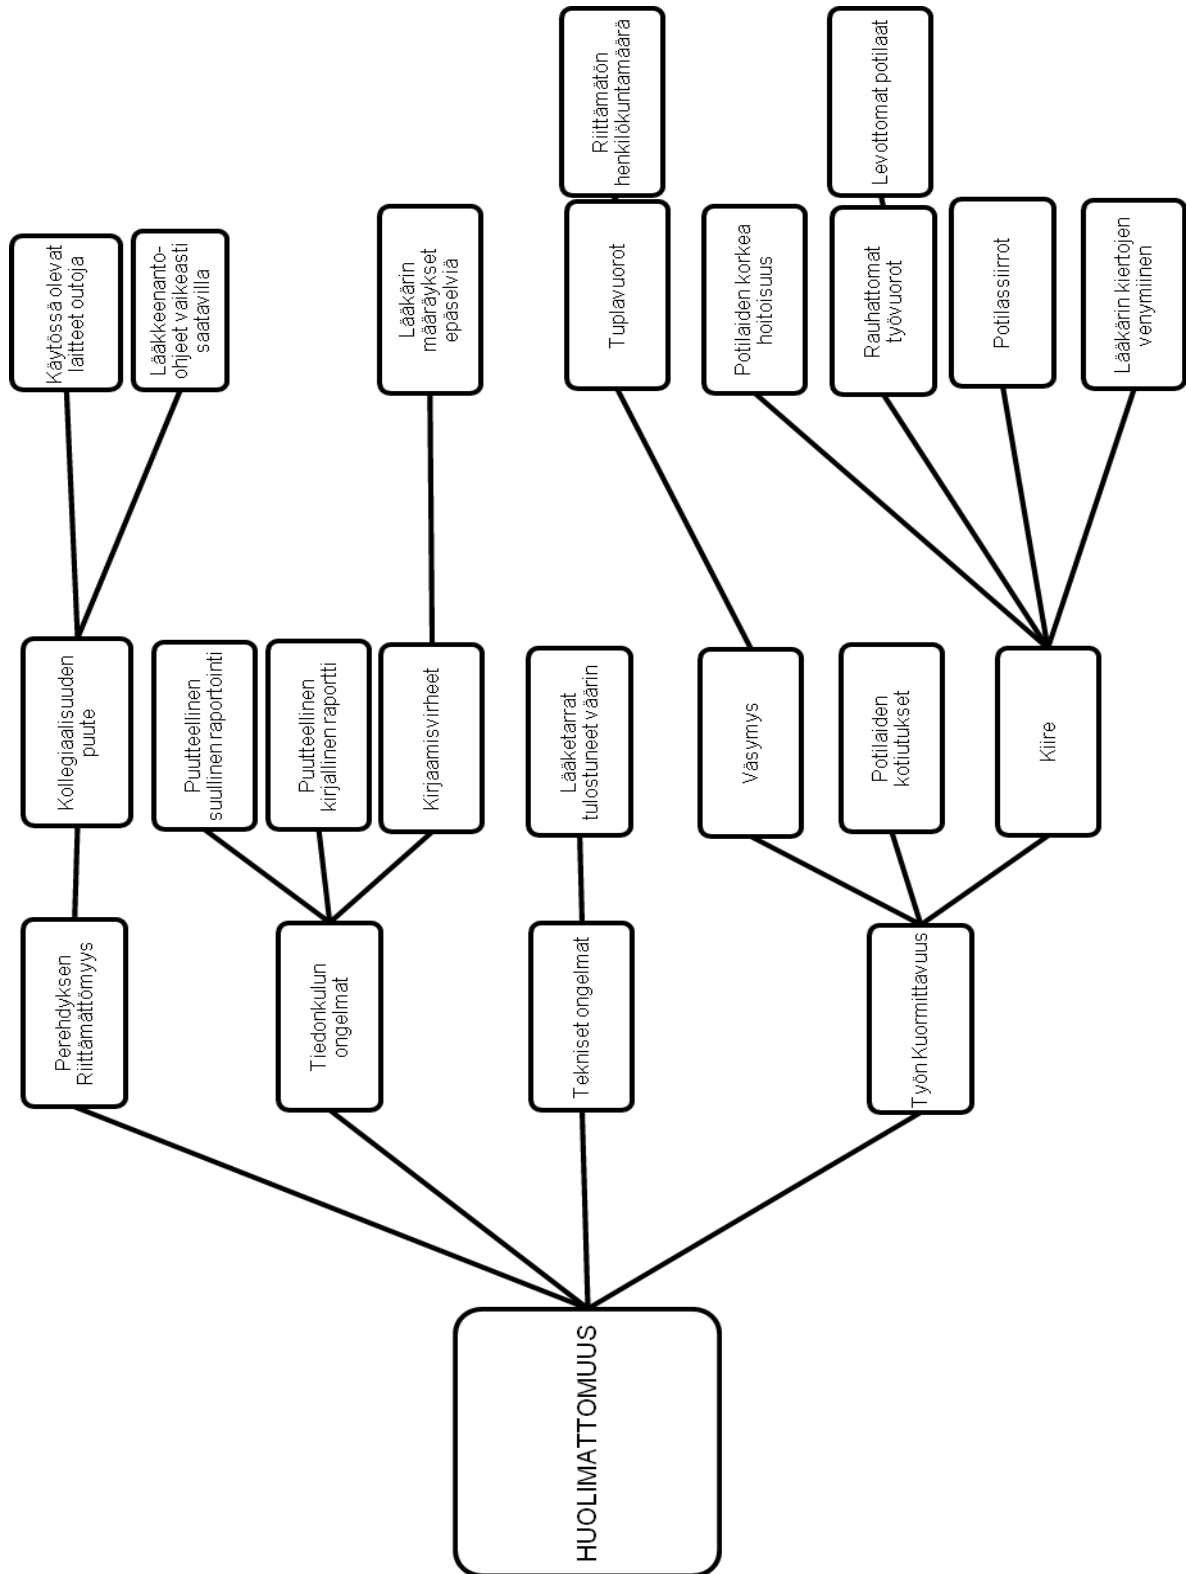 HUOLIMATTOMUUS
Perehdyksen
Riittämättömyys
Kollegiaalisuuden
puute
Käytössä olevat
laitteet outoja
Lääkkeenanto-
ohjeet vaikeasti
saatavilla
Tiedonkulun
ongelmat
Puutteellinen
suullinen raportointi
Puutteellinen
kirjallinen raportti
Kirjaamisvirheet
Lääkärin
määräykset
epäselviä
Tekniset ongelmat
Lääketarrat
tulostuneet väärin
Työn Kuormittavuus
Väsymys
Tuplavuorot
Riittämätön
henkilökuntamäärä
Potilaiden
kotiutukset
Kiire
Potilaiden korkea
hoitoisuus
Rauhattomat
työvuorot
Levottomat potilaat
Potilassiirrot
Lääkärin kiertojen
venyminen